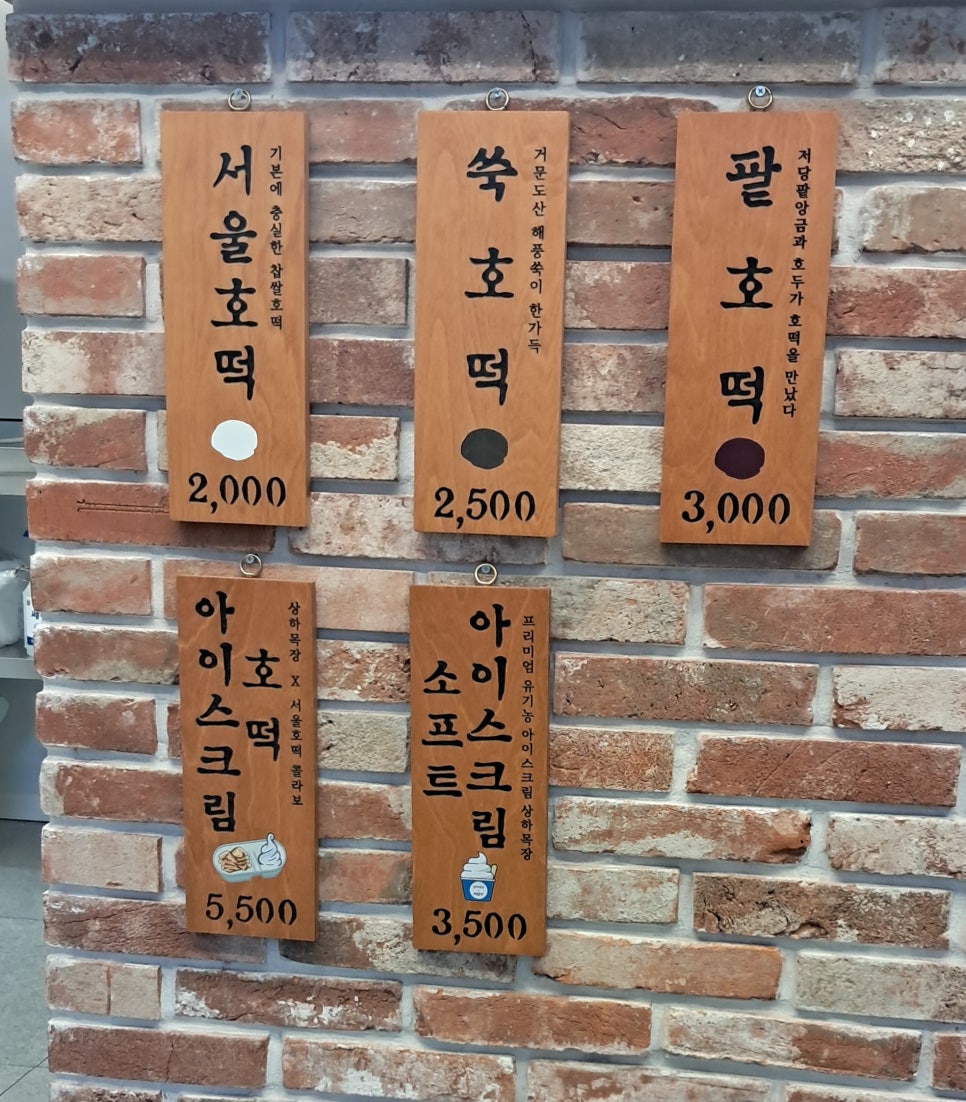 서울호떡
기본에 충실한 찹쌀호떡
2,000
쑥호떡
거문도산 해풍쑥이 한가득
2,500
팥호떡
저당팥앙금과 호두가 호떡을 만났다
3,000
호떡
아이스크림
상하목장 X 서울호떡 콜라보
5,500
소프트
아이스크림
프리미엄 유기농 아이스크림 상하목장
3,500